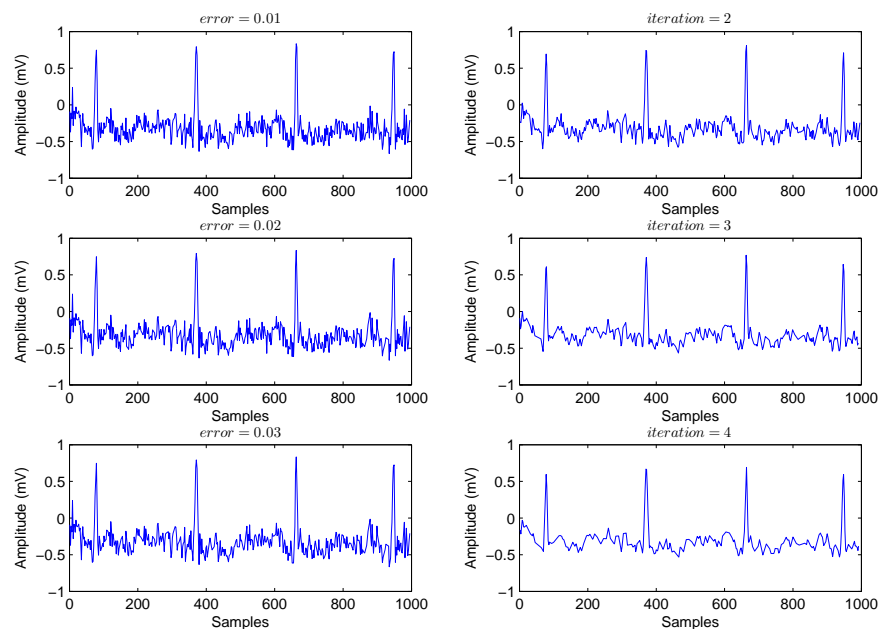 error = 0.01
1
0.5
0
−0.5
−1
Amplitude (mV)
0 200 400 600 800 1000
Samples
iteration = 2
1
0.5
0
−0.5
−1
Amplitude (mV)
0 200 400 600 800 1000
Samples
error = 0.02
1
0.5
0
−0.5
−1
Amplitude (mV)
0 200 400 600 800 1000
Samples
iteration = 3
1
0.5
0
−0.5
−1
Amplitude (mV)
0 200 400 600 800 1000
Samples
error = 0.03
1
0.5
0
−0.5
−1
Amplitude (mV)
0 200 400 600 800 1000
Samples
iteration = 4
1
0.5
0
−0.5
−1
Amplitude (mV)
0 200 400 600 800 1000
Samples